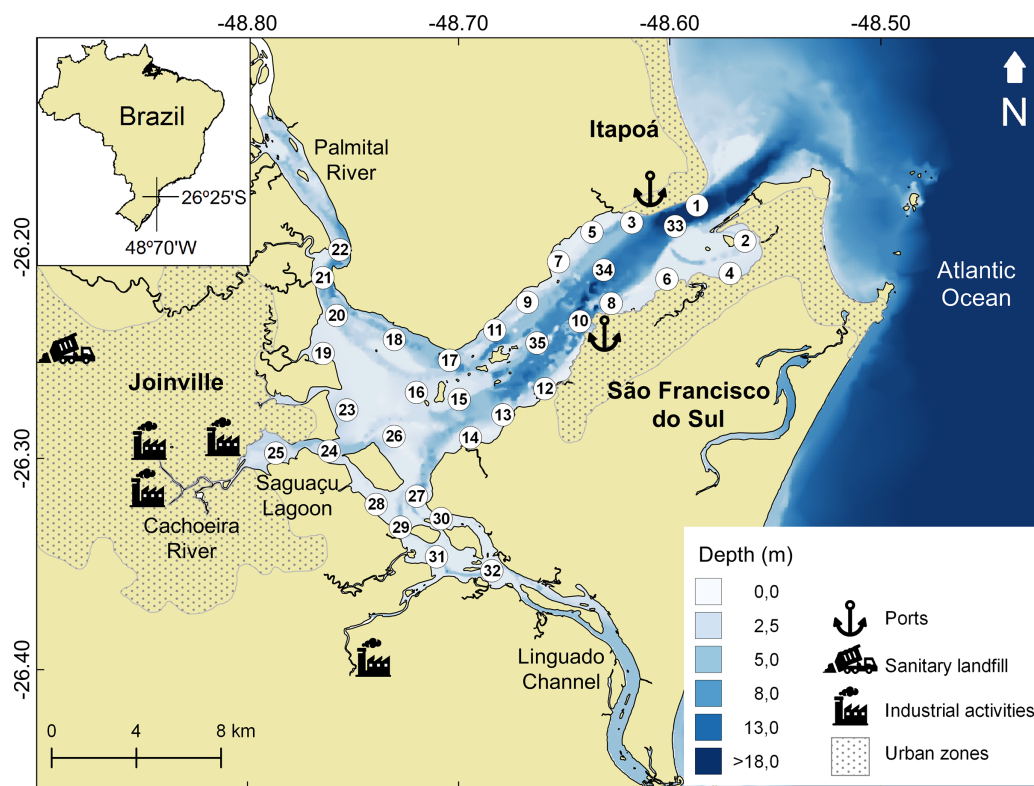 -48.80
-48.70
-48.60
-48.50
N
Brazil
26°25'S
48°70'W
Palmital
River
Itapoá
1
33
3
2
5
4
7
34
6
9
8
10
11
35
22
21
20
19
18
17
16
15
12
13
14
23
26
24
25
27
28
29
30
31
32
-26.20
-26.30
-26.40
Atlantic
Ocean
Joinville
São Francisco
do Sul
Saguaçu
Lagoon
Cachoeira
River
Linguado
Channel
0
4
8 km
Depth (m)
0,0
2,5
5,0
8,0
13,0
>18,0
Ports
Sanitary landfill
Industrial activities
Urban zones